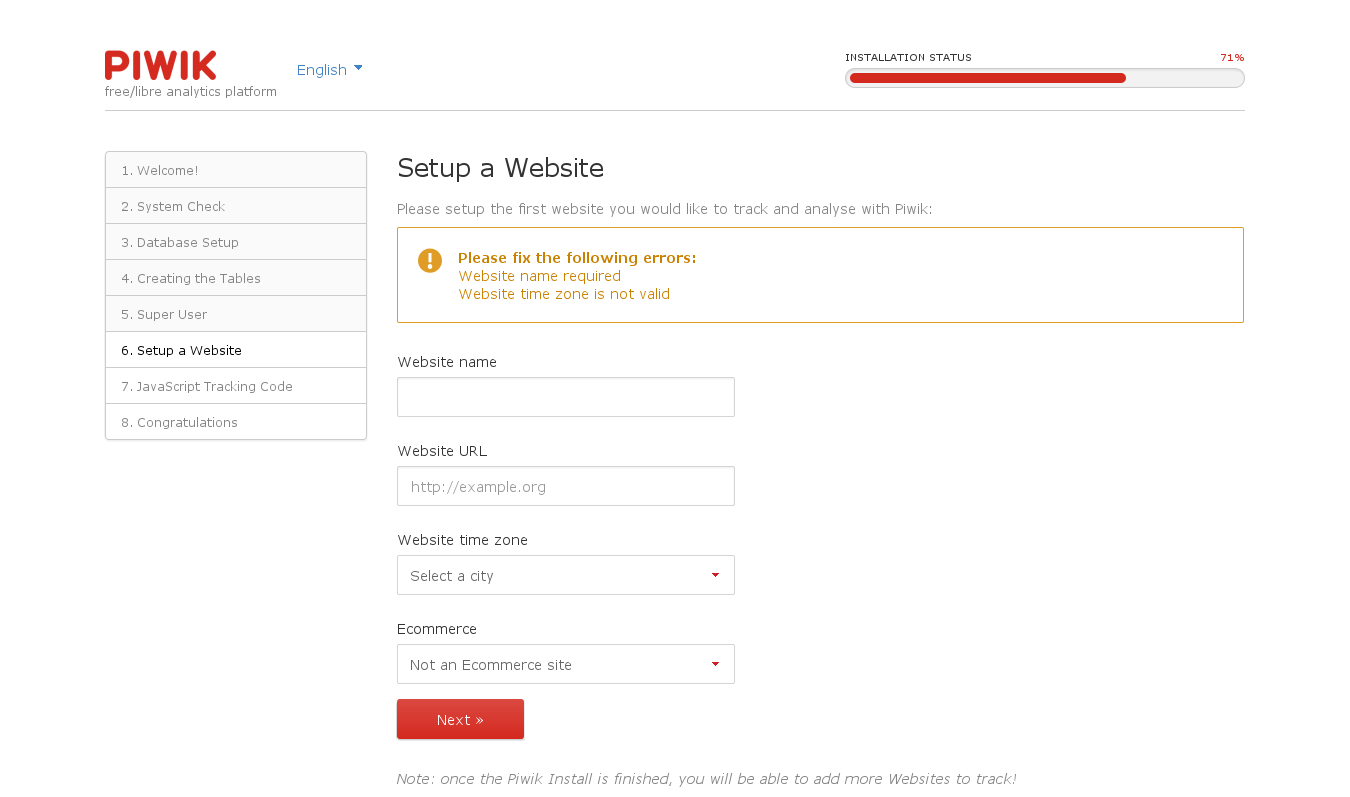 PIWIK
free/libre analytics platform
English
INSTALLATION STATUS 71%
1. Welcome!
2. System Check
3. Database Setup
4. Creating the Tables
5. Super User
6. Setup a Website
7. JavaScript Tracking Code
8. Congratulations
Setup a Website
Please setup the first website you would like to track and analyse with Piwik:
Please fix the following errors:
Website name required
Website time zone is not valid
Website name
Website URL
http://example.org
Website time zone
Select a city
Ecommerce
Not an Ecommerce site
Next »
Note: once the Piwik Install is finished, you will be able to add more Websites to track!